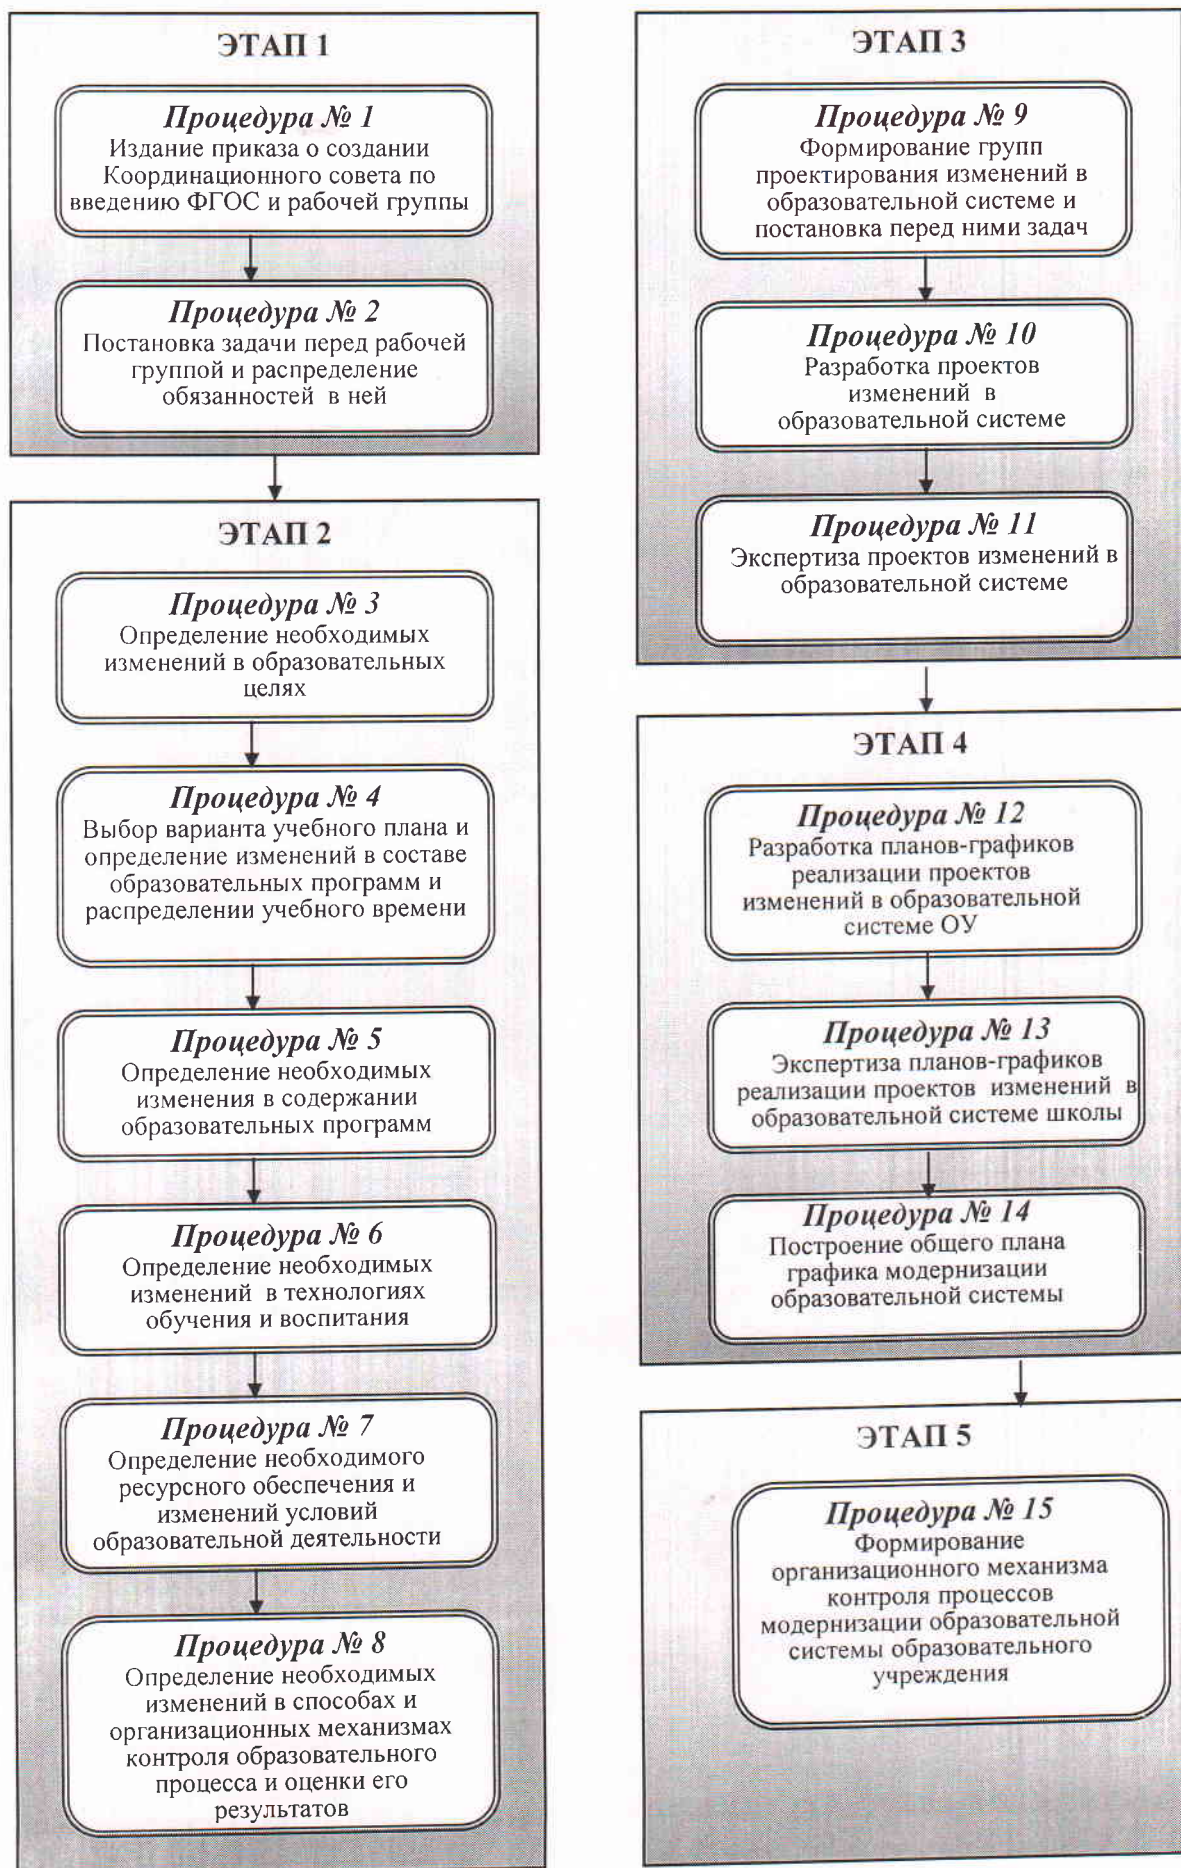 ЭТАП 1
Процедура № 1
Издание приказа о создании
Координационного совета по
введению ФГОС и рабочей группы
Процедура № 2
Постановка задачи перед рабочей
группой и распределение
обязанностей в ней
ЭТАП 2
Процедура № 3
Определение необходимых
изменений в образовательных
целях
Процедура № 4
Выбор варианта учебного плана и
определение изменений в составе
образовательных программ и
распределении учебного времени
Процедура № 5
Определение необходимых
изменения в содержании
образовательных программ
Процедура № 6
Определение необходимых
изменений в технологиях
обучения и воспитания
Процедура № 7
Определение необходимого
ресурсного обеспечения и
изменений условий
образовательной деятельности
Процедура № 8
Определение необходимых
изменений в способах и
организационных механизмах
контроля образовательного
процесса и оценки его
результатов
ЭТАП 3
Процедура № 9
Формирование групп
проектирования изменений в
образовательной системе и
постановка перед ними задач
Процедура № 10
Разработка проектов
изменений в
образовательной системе
Процедура № 11
Экспертиза проектов изменений в
образовательной системе
ЭТАП 4
Процедура № 12
Разработка планов-графиков
реализации проектов
изменений в образовательной
системе ОУ
Процедура № 13
Экспертиза планов-графиков
реализации проектов изменений в
образовательной системе школы
Процедура № 14
Построение общего плана
графика модернизации
образовательной системы
ЭТАП 5
Процедура № 15
Формирование
организационного механизма
контроля процессов
модернизации образовательной
системы образовательного
учреждения